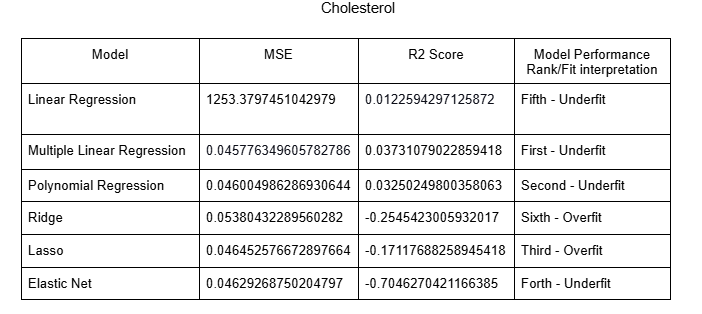 Cholesterol
Model MSE R2 Score Model Performance
Rank/Fit interpretation
Linear Regression 1253.3797451042979 0.0122594297125872 Fifth - Underfit
Multiple Linear Regression 0.045776349605782786 0.03731079022859418 First - Underfit
Polynomial Regression 0.046004986286930644 0.03250249800358063 Second - Underfit
Ridge 0.05380432289560282 -0.2545423005932017 Sixth - Overfit
Lasso 0.046452576672897664 -0.17117688258945418 Third - Overfit
Elastic Net 0.04629268750204797 -0.7046270421166385 Forth - Underfit